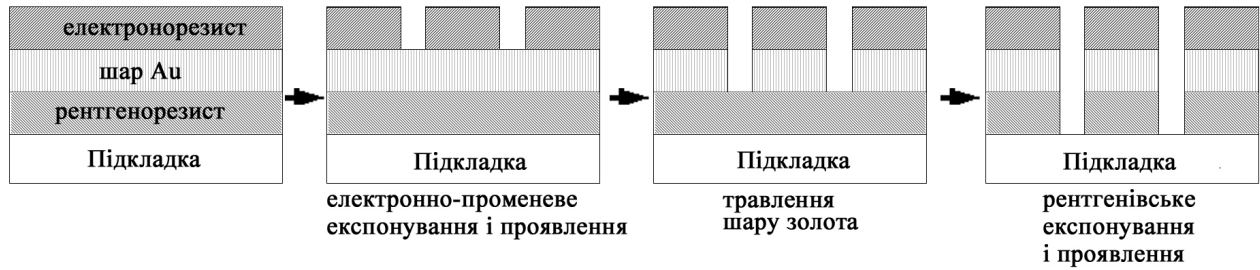 електронорезист
шар Au
рентгенорезист
Підкладка
Підкладка
електронно-променеве
експонування і проявлення
Підкладка
травлення
шару золота
Підкладка
рентгенівське
експонування
і проявлення